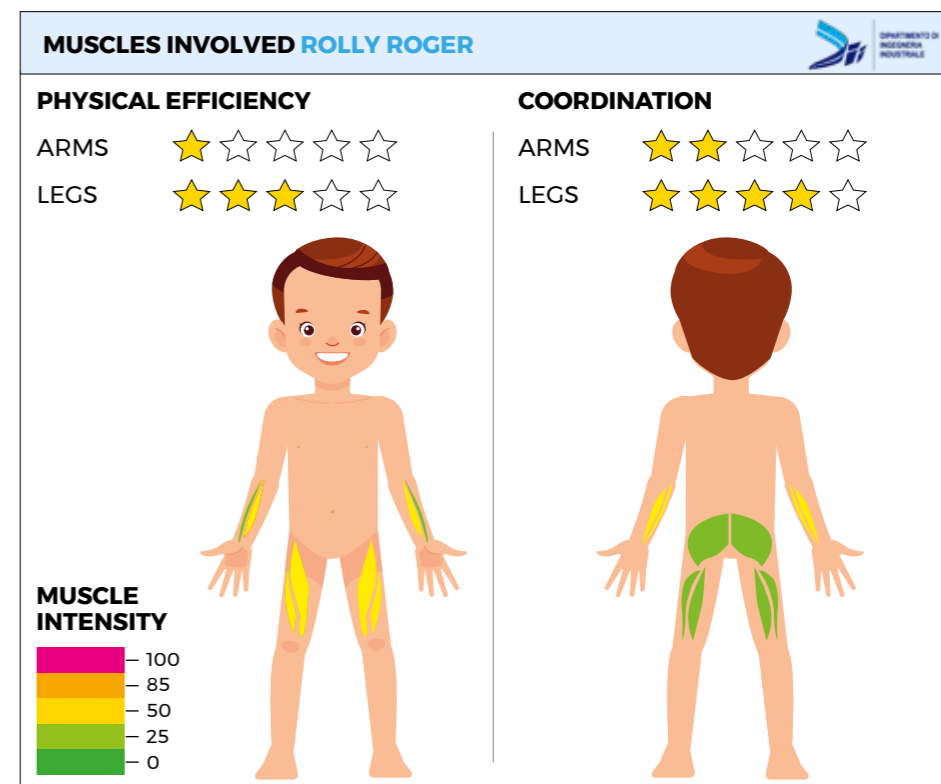 MUSCLES INVOLVED ROLLY ROGER
DIPARTIMENTO DI
INGEGNERIA
INDUSTRIALE
PHYSICAL EFFICIENCY
ARMS
LEGS
COORDINATION
ARMS
LEGS
MUSCLE
INTENSITY
100
85
50
25
0